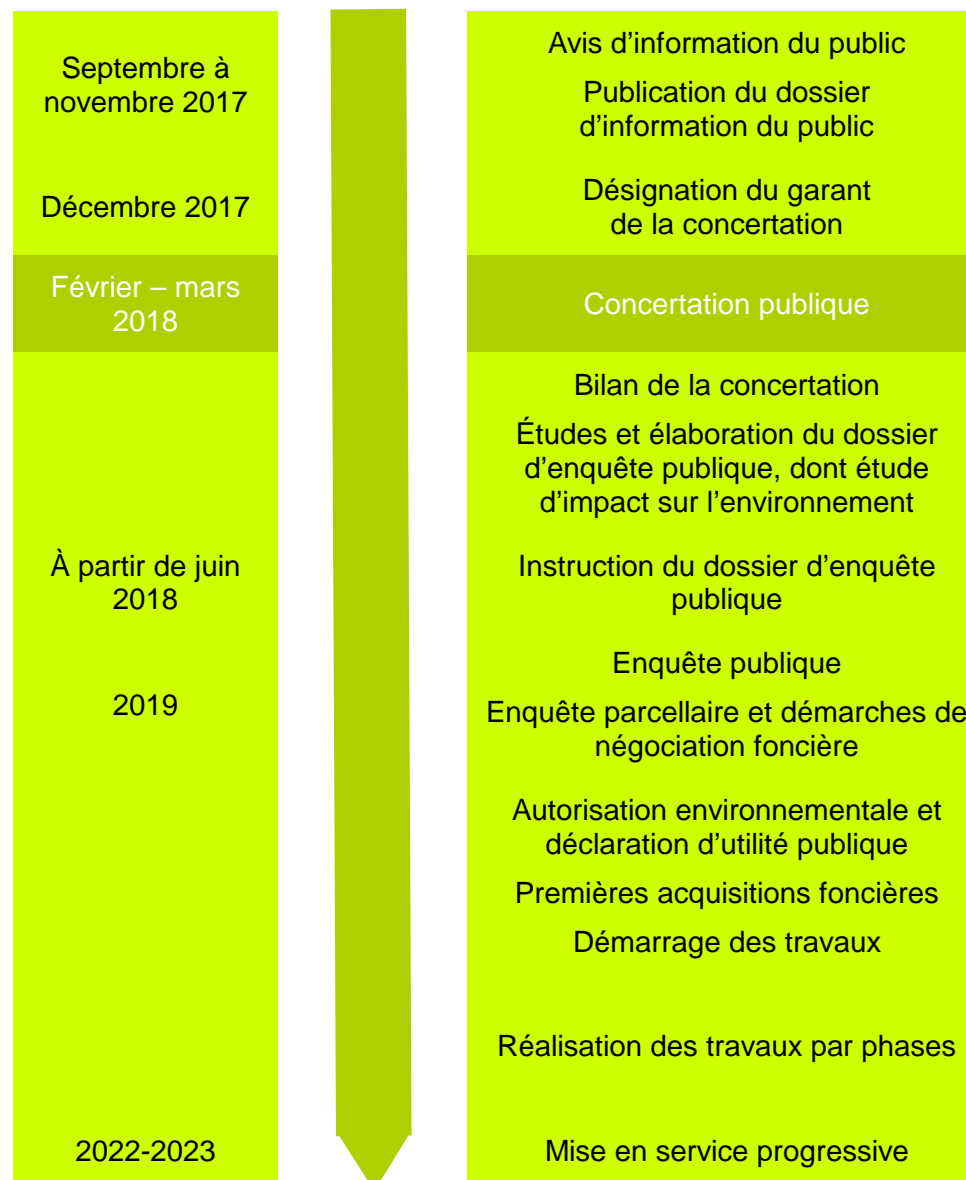 Septembre à
novembre 2017
Avis d’information du public
Publication du dossier
d’information du public
Décembre 2017
Désignation du garant
de la concertation
Février – mars
2018
Concertation publique
Bilan de la concertation
Études et élaboration du dossier
d’enquête publique, dont étude
d’impact sur l’environnement
À partir de juin
2018
Instruction du dossier d’enquête
publique
2019
Enquête publique
Enquête parcellaire et démarches de
négociation foncière
Autorisation environnementale et
déclaration d’utilité publique
Premières acquisitions foncières
Démarrage des travaux
Réalisation des travaux par phases
2022-2023
Mise en service progressive